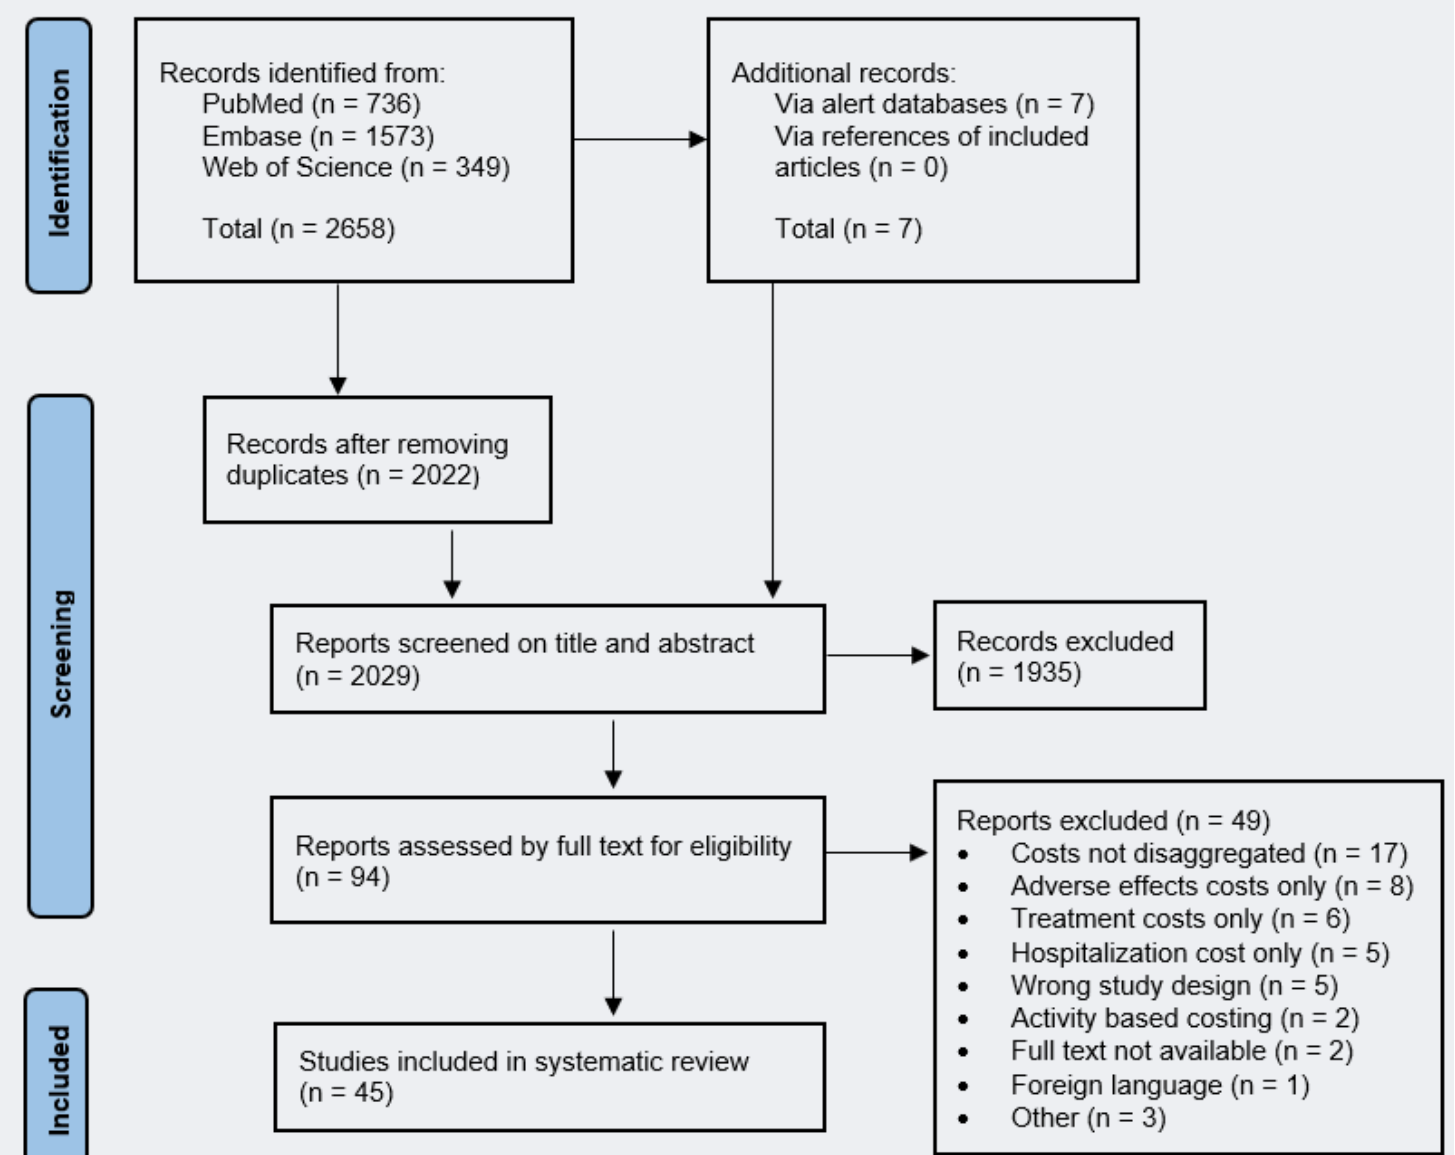 Identification
Records identified from:
PubMed (n = 736)
Embase (n = 1573)
Web of Science (n = 349)
Total (n = 2658)
Additional records:
Via alert databases (n = 7)
Via references of included
articles (n = 0)
Total (n = 7)
Screening
Records after removing
duplicates (n = 2022)
Reports screened on title and abstract
(n = 2029)
Records excluded
(n = 1935)
Reports assessed by full text for eligibility
(n = 94)
Reports excluded (n = 49)
• Costs not disaggregated (n = 17)
• Adverse effects costs only (n = 8)
• Treatment costs only (n = 6)
• Hospitalization cost only (n = 5)
• Wrong study design (n = 5)
• Activity based costing (n = 2)
• Full text not available (n = 2)
• Foreign language (n = 1)
• Other (n = 3)
Included
Studies included in systematic review
(n = 45)